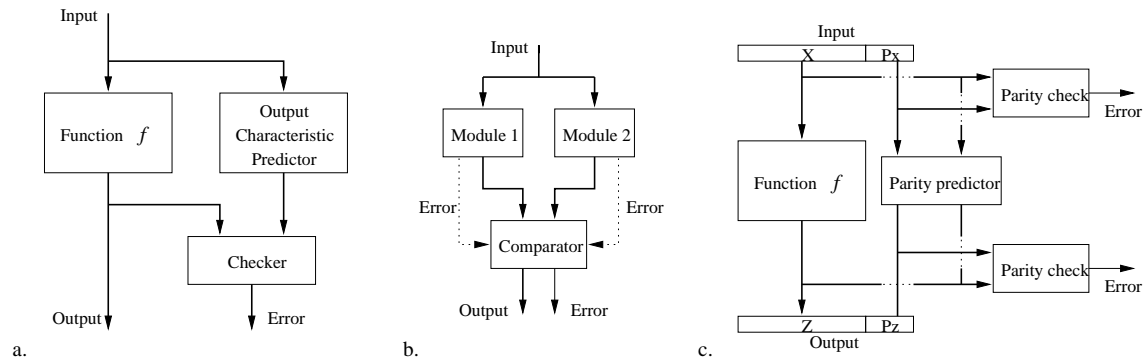 Input
Function f
Output
Characteristic
Predictor
Checker
Output
Error
a.
Input
Module 1
Module 2
Error
Error
Comparator
Output
Error
b.
Input
X
Px
Parity check
Error
Function f
Parity predictor
Parity check
Error
Z
Pz
Output
c.